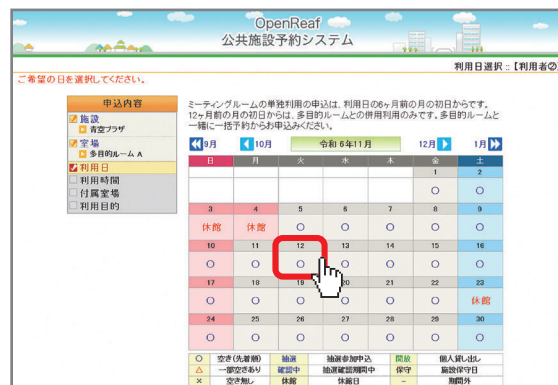 OpenReaf
公共施設予約システム
利用日選択 :: 【利用者②
ご希望の日を選択してください。
申込内容
施設
青空プラザ
室場
多目的ルーム A
利用日
利用時間
付属室場
利用目的
ミーティングルームの単独利用の申込は、利用日の6ヶ月前の月の初日からです。
12ヶ月前の月の初日からは、多目的ルームとの併用利用のみです。多目的ルームと
一緒に一括予約からお申込みください。
9月 10月 令和 6年11月 12月 1月
日 月 火 水 木 金 土
1 2
○ ○
3 4 5 6 7 8 9
休館 休館 ○ ○ ○ ○ ○
10 11 12 13 14 15 16
○ ○ ○ ○ ○ ○ ○
17 18 19 20 21 22 23
○ ○ ○ ○ ○ 休館
24 25 26 27 28 29 30
○ ○ ○ ○ ○ ○ ○
○ 空き(先着順) 抽選 抽選参加申込 開放 個人貸し出し
△ 一部空きあり 確認中 抽選確認期間中 保守 施設保守日
× 空き無し 休館 休館日 － 期間外